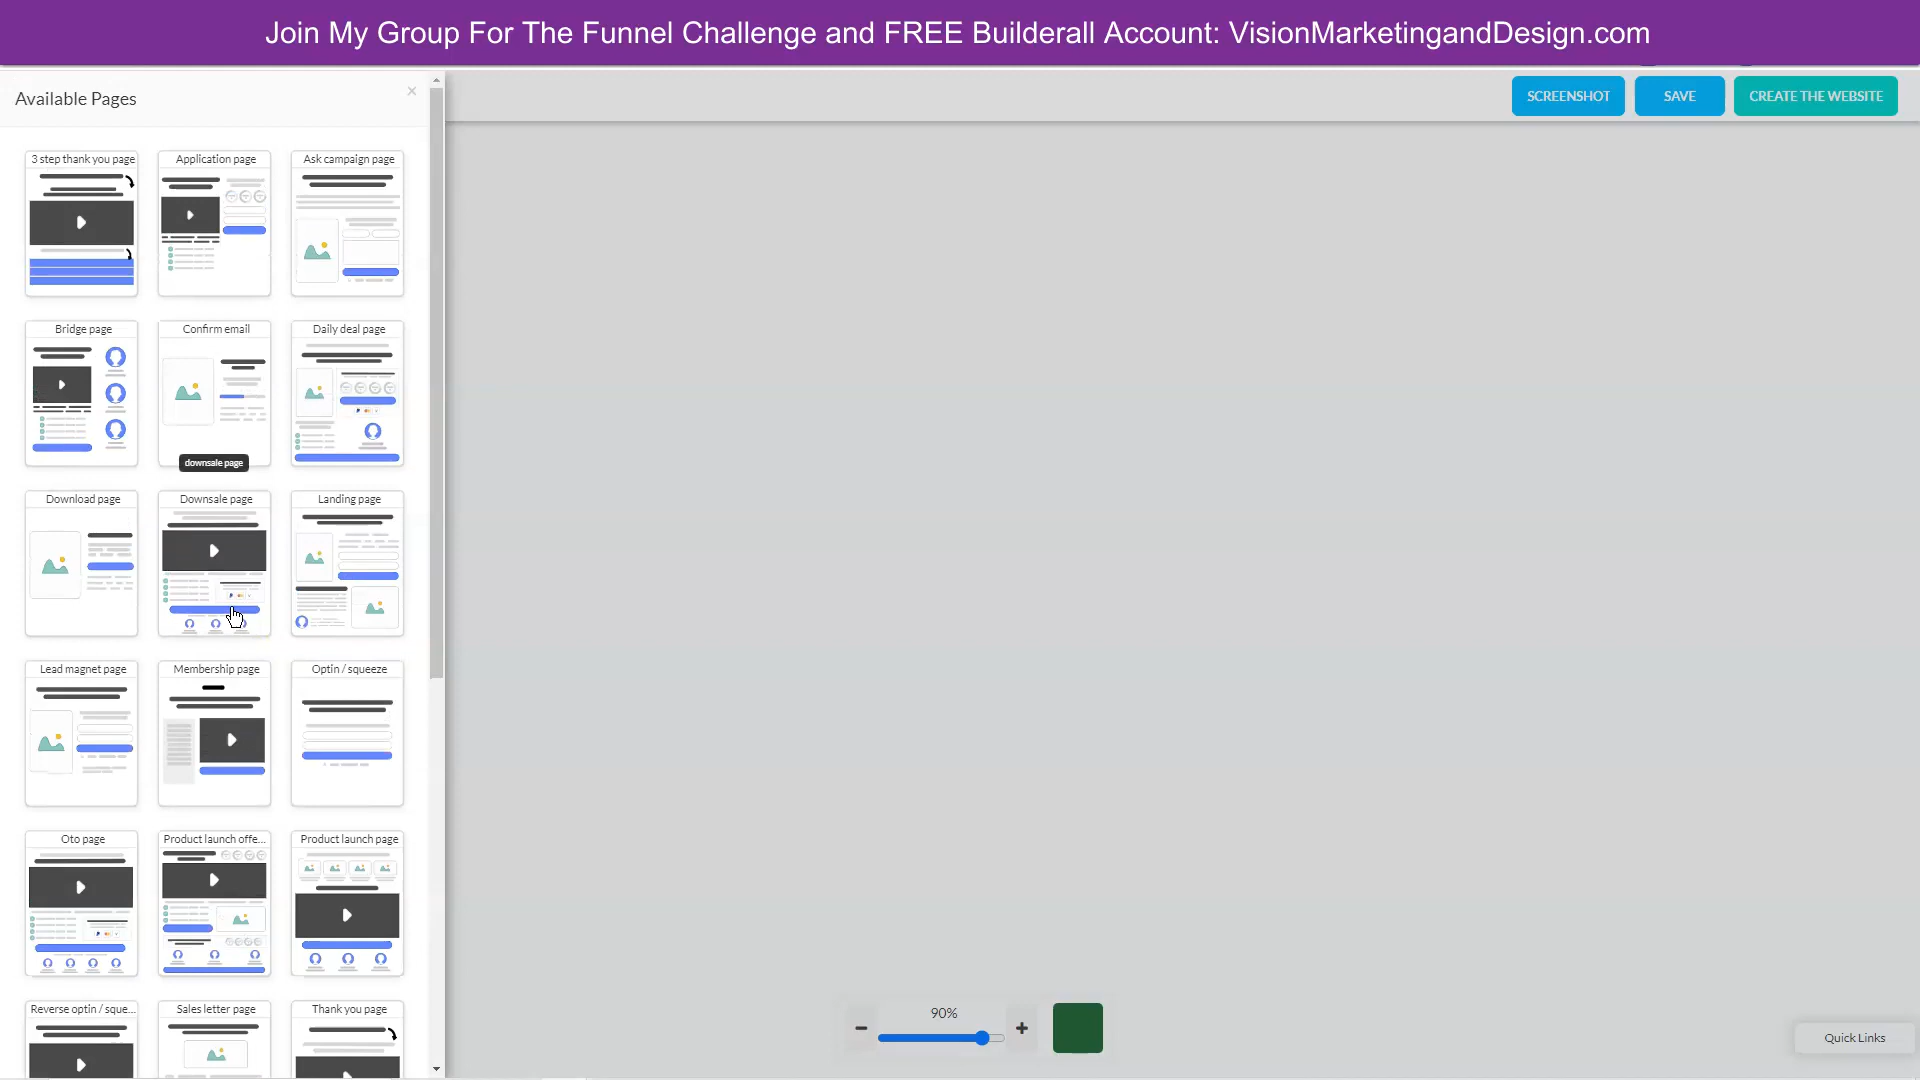 Join My Group For The Funnel Challenge and FREE Builderall Account: VisionMarketingandDesign.com
Available Pages
×
SCREENSHOT
SAVE
CREATE THE WEBSITE
3 step thank you page
Application page
Ask campaign page
Bridge page
Confirm email
Daily deal page
downsale page
Download page
Downsale page
Landing page
Lead magnet page
Membership page
Optin / squeeze
Oto page
Product launch offe...
Product launch page
Reverse optin / sque...
Sales letter page
Thank you page
90%
Quick Links